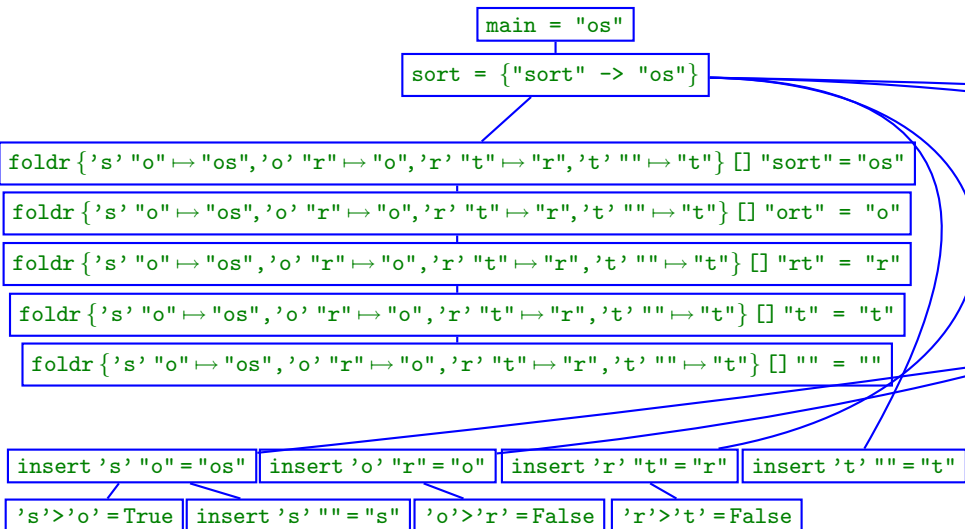 main = "os"
sort = {"sort" -> "os"}
foldr {'s' "o" ↦ "os", 'o' "r" ↦ "o", 'r' "t" ↦ "r", 't' "" ↦ "t"} [] "sort" = "os"
foldr {'s' "o" ↦ "os", 'o' "r" ↦ "o", 'r' "t" ↦ "r", 't' "" ↦ "t"} [] "ort" = "o"
foldr {'s' "o" ↦ "os", 'o' "r" ↦ "o", 'r' "t" ↦ "r", 't' "" ↦ "t"} [] "rt" = "r"
foldr {'s' "o" ↦ "os", 'o' "r" ↦ "o", 'r' "t" ↦ "r", 't' "" ↦ "t"} [] "t" = "t"
foldr {'s' "o" ↦ "os", 'o' "r" ↦ "o", 'r' "t" ↦ "r", 't' "" ↦ "t"} [] "" = ""
insert 's' "o" = "os" insert 'o' "r" = "o" insert 'r' "t" = "r" insert 't' "" = "t"
's'>'o' = True insert 's' "" = "s" 'o'>'r' = False 'r'>'t' = False